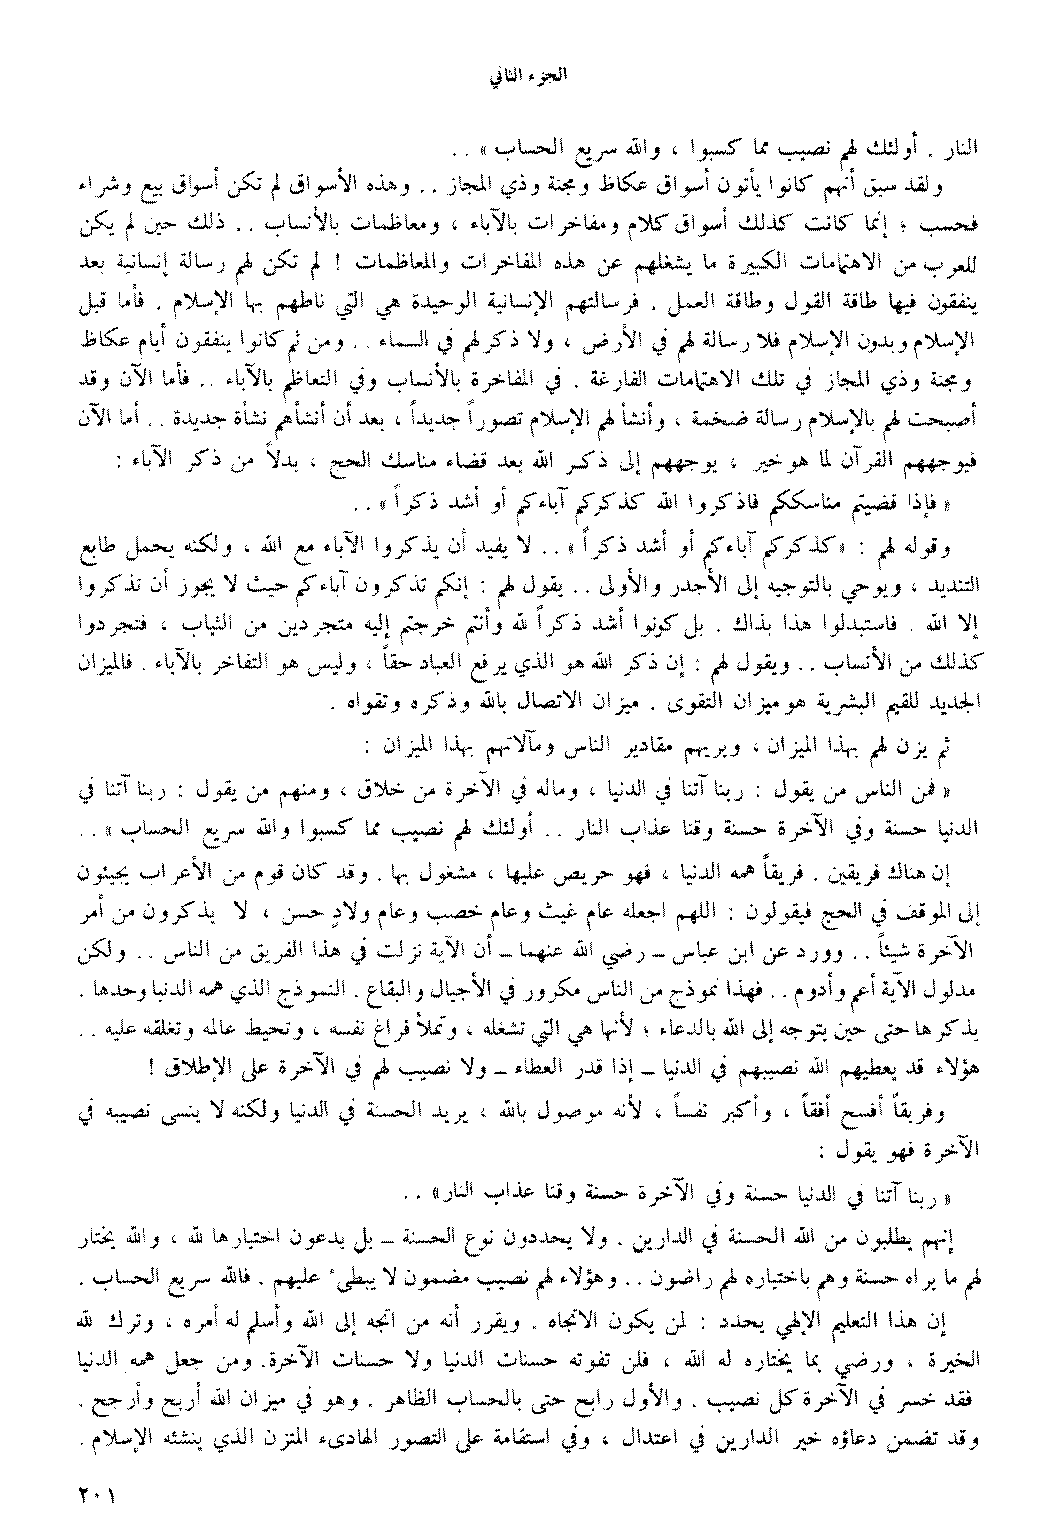 الجزء الثاني
النار . أولئك لهم نصيب مما كسبوا ، والله سريع الحساب » . .
ولقد سبق أنهم كانوا يأتون أسواق عكاظ ومجنة وذي المجاز . . وهذه الأسواق لم تكن أسواق بيع وشراء
فحسب ؛ إنما كانت كذلك أسواق كلام ومفاخرات بالآباء ، ومعاظمات بالأنساب . . ذلك حين لم يكن
للعرب من الاهتمامات الكبيرة ما يشغلهم عن هذه المفاخرات والمعاظمات ! لم تكن لهم رسالة إنسانية بعد
ينفقون فيها طاقة القول وطاقة العمل . فرسالتهم الإنسانية الوحيدة هي التي ناطهم بها الإسلام . فأما قبل
الإسلام وبدون الإسلام فلا رسالة لهم في الأرض ، ولا ذكر لهم في السماء . . ومن ثم كانوا ينفقون أيام عكاظ
ومجنة وذي المجاز في تلك الاهتمامات الفارغة . في المفاخرة بالأنساب وفي التعاظم بالآباء . . فأما الآن وقد
أصبحت لهم بالإسلام رسالة ضخمة ، وأنشأ لهم الإسلام تصوراً جديداً ، بعد أن أنشأهم نشأة جديدة . . أما الآن
فيوجههم القرآن لما هو خير ، يوجههم إلى ذكر الله بعد قضاء مناسك الحج ، بدلاً من ذكر الآباء :
« فإذا قضيتم مناسككم فاذكروا الله كذكركم آباءكم أو أشد ذكراً » . .
وقوله لهم : « كذكركم آباءكم أو أشد ذكراً » . . لا يفيد أن يذكروا الآباء مع الله ، ولكنه يحمل طابع
التنديد ، ويوحي بالتوجيه إلى الأجدر والأولى . . يقول لهم : إنكم تذكرون آباءكم حيث لا يجوز أن تذكروا
إلا الله . فاستبدلوا هذا بذاك . بل كونوا أشد ذكراً لله وأنتم خرجتم إليه متجردين من الثياب ، فتجردوا
كذلك من الأنساب . . ويقول لهم : إن ذكر الله هو الذي يرفع العباد حقاً ، وليس هو التفاخر بالآباء . فالميزان
الجديد للقيم البشرية هو ميزان التقوى . ميزان الاتصال بالله وذكره وتقواه .
ثم يزن لهم بهذا الميزان ، ويريهم مقادير الناس ومآلاتهم بهذا الميزان :
« فمن الناس من يقول : ربنا آتنا في الدنيا ، وماله في الآخرة من خلاق ، ومنهم من يقول : ربنا آتنا في
الدنيا حسنة وفي الآخرة حسنة وقنا عذاب النار . . أولئك لهم نصيب مما كسبوا والله سريع الحساب » . .
إن هناك فريقين . فريقاً همه الدنيا ، فهو حريص عليها ، مشغول بها . وقد كان قوم من الأعراب يجيئون
إلى الموقف في الحج فيقولون : اللهم اجعله عام غيث وعام خصب وعام ولادٍ حسن ، لا يذكرون من أمر
الآخرة شيئاً . . وورد عن ابن عباس – رضي الله عنهما – أن الآية نزلت في هذا الفريق من الناس . . ولكن
مدلول الآية أعم وأدوم . . فهذا نموذج من الناس مكرور في الأجيال والبقاع . النموذج الذي همه الدنيا وحدها .
يذكرها حتى حين يتوجه إلى الله بالدعاء ؛ لأنها هي التي تشغله ، وتملأ فراغ نفسه ، وتحيط عالمه وتغلقه عليه . .
هؤلاء قد يعطيهم الله نصيبهم في الدنيا – إذا قدر العطاء – ولا نصيب لهم في الآخرة على الإطلاق !
وفريقاً أفسح أفقاً ، وأكبر نفساً ، لأنه موصول بالله ، يريد الحسنة في الدنيا ولكنه لا ينسى نصيبه في
الآخرة فهو يقول :
« ربنا آتنا في الدنيا حسنة وفي الآخرة حسنة وقنا عذاب النار » . .
إنهم يطلبون من الله الحسنة في الدارين . ولا يحددون نوع الحسنة – بل يدعون اختيارها لله ، والله يختار
لهم ما يراه حسنة وهم باختياره لهم راضون . . وهؤلاء لهم نصيب مضمون لا يبطىء عليهم . فالله سريع الحساب .
إن هذا التعليم الإلهي يحدد : لمن يكون الاتجاه . ويقرر أنه من اتجه إلى الله وأسلم له أمره ، وترك لله
الخيرة ، ورضي بما يختاره له الله ، فلن تفوته حسنات الدنيا ولا حسنات الآخرة. ومن جعل همه الدنيا
فقد خسر في الآخرة كل نصيب . والأول رابح حتى بالحساب الظاهر . وهو في ميزان الله أربح وأرجح .
وقد تضمن دعاؤه خير الدارين في اعتدال ، وفي استقامة على التصور الهادىء المتزن الذي ينشئه الإسلام .
٢٠١